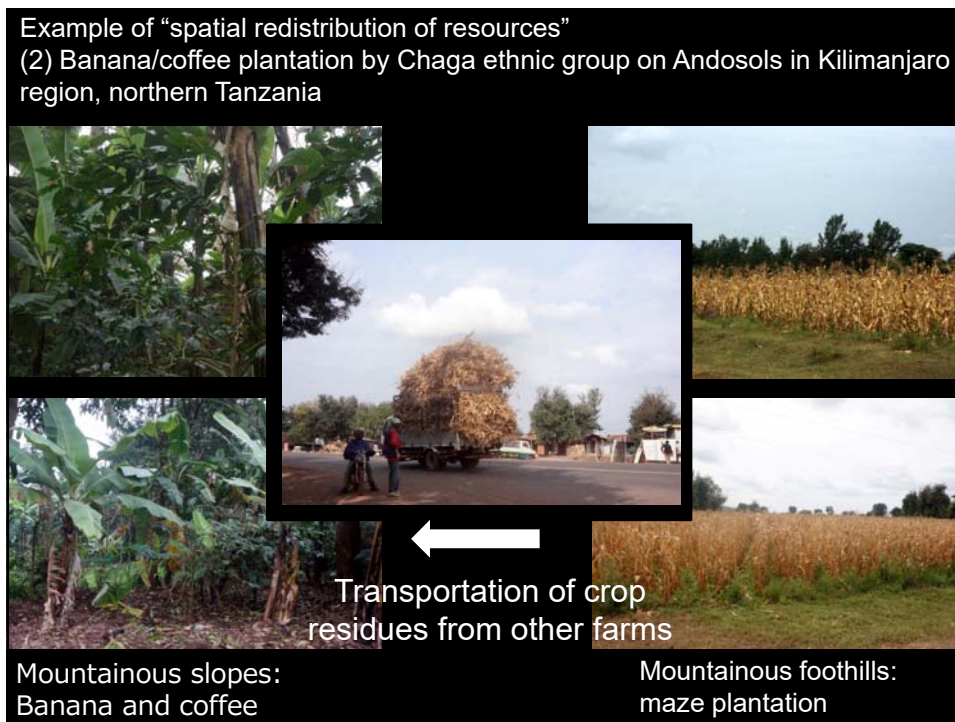 Example of “spatial redistribution of resources”
(2) Banana/coffee plantation by Chaga ethnic group on Andosols in Kilimanjaro
region, northern Tanzania
Transportation of crop
residues from other farms
Mountainous slopes:
Banana and coffee
Mountainous foothills:
maze plantation